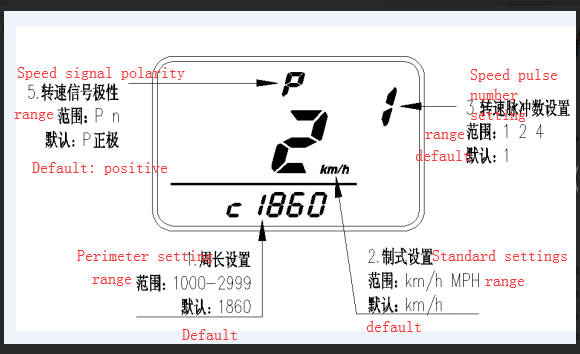 Speed signal polarity
5.转速信号极性
range 范围: P n
默认: P正极
Default: positive
P
1
2
km/h
c 1860
Speed pulse
number
setting
3.转速脉冲数设置
range 范围: 1 2 4
default 默认: 1
Perimeter setting
1.周长设置
range 范围: 1000-2999
默认: 1860
Default
2.制式设置 Standard settings
范围: km/h MPH range
默认: km/h
default